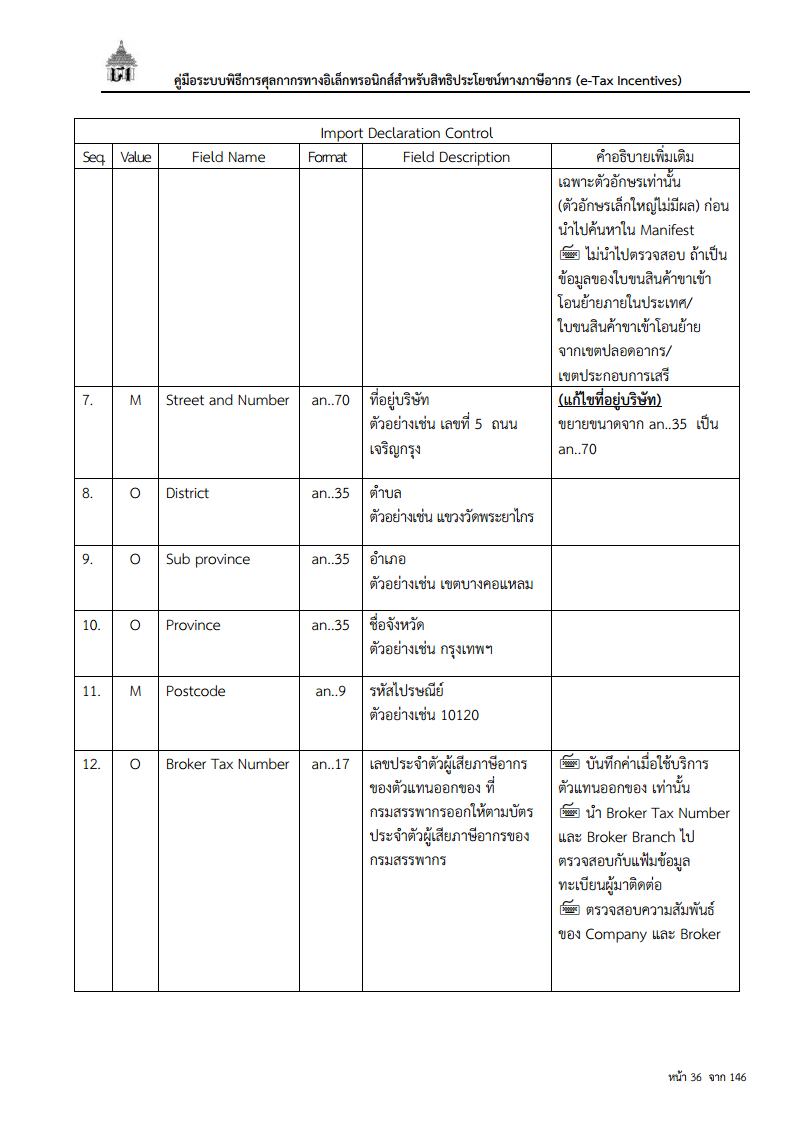 คู่มือระบบพิธีการศุลกากรทางอิเล็กทรอนิกส์สำหรับสิทธิประโยชน์ทางภาษีอากร (e-Tax Incentives)
Import Declaration Control
Seq. Value Field Name Format Field Description คำอธิบายเพิ่มเติม
เฉพาะตัวอักษรเท่านั้น
(ตัวอักษรเล็กใหญ่ไม่มีผล) ก่อน
นำไปค้นหาใน Manifest
ไม่นำไปตรวจสอบ ถ้าเป็น
ข้อมูลของใบขนสินค้าขาเข้า
โอนย้ายภายในประเทศ/
ใบขนสินค้าขาเข้าโอนย้าย
จากเขตปลอดอากร/
เขตประกอบการเสรี
7. M Street and Number an..70 ที่อยู่บริษัท (แก้ไขที่อยู่บริษัท)
ตัวอย่างเช่น เลขที่ 5 ถนน ขยายขนาดจาก an..35 เป็น
เจริญกรุง an..70
8. O District an..35 ตำบล
ตัวอย่างเช่น แขวงวัดพระยาไกร
9. O Sub province an..35 อำเภอ
ตัวอย่างเช่น เขตบางคอแหลม
10. O Province an..35 ชื่อจังหวัด
ตัวอย่างเช่น กรุงเทพฯ
11. M Postcode an..9 รหัสไปรษณีย์
ตัวอย่างเช่น 10120
12. O Broker Tax Number an..17 เลขประจำตัวผู้เสียภาษีอากร บันทึกค่าเมื่อใช้บริการ
ของตัวแทนออกของ ที่ ตัวแทนออกของ เท่านั้น
กรมสรรพากรออกให้ตามบัตร นำ Broker Tax Number
ประจำตัวผู้เสียภาษีอากรของ และ Broker Branch ไป
กรมสรรพากร ตรวจสอบกับแฟ้มข้อมูล
ทะเบียนผู้มาติดต่อ
ตรวจสอบความสัมพันธ์
ของ Company และ Broker
หน้า 36 จาก 146